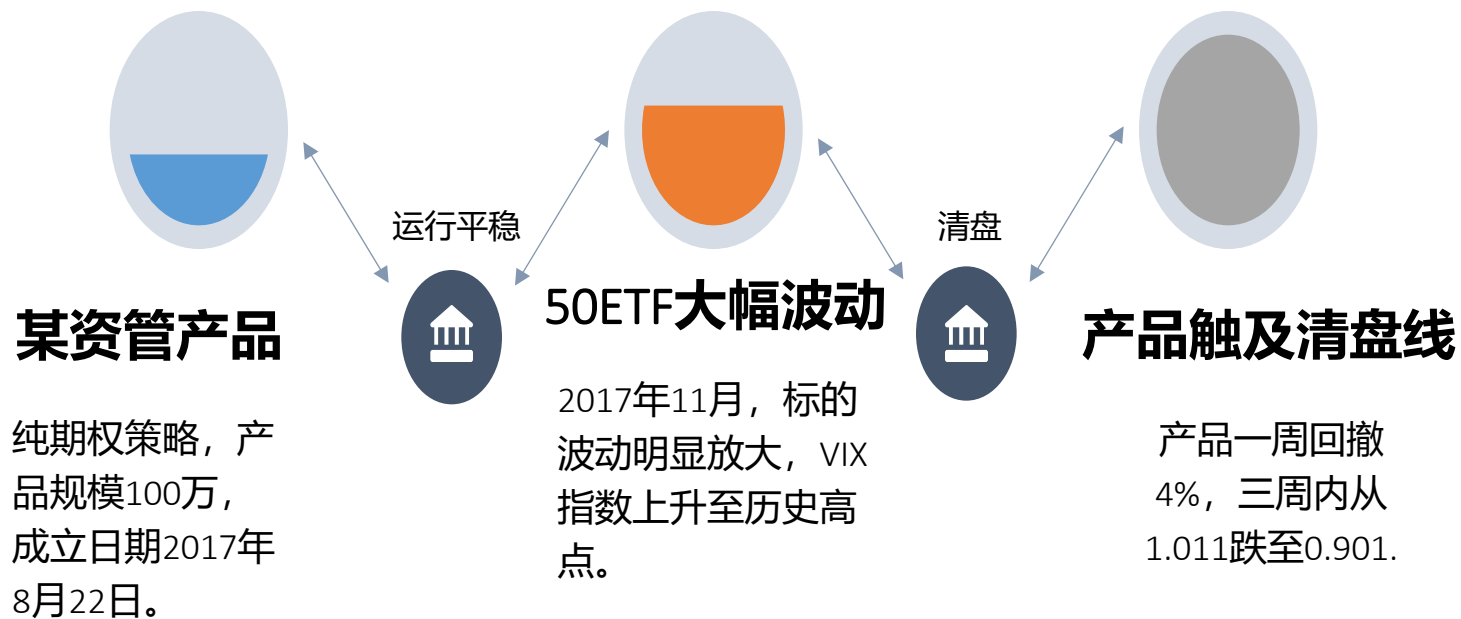 某资管产品
纯期权策略，产
品规模100万，
成立日期2017年
8月22日。
运行平稳
50ETF大幅波动
2017年11月，标的
波动明显放大，VIX
指数上升至历史高
点。
清盘
产品触及清盘线
产品一周回撤
4%，三周内从
1.011跌至0.901.